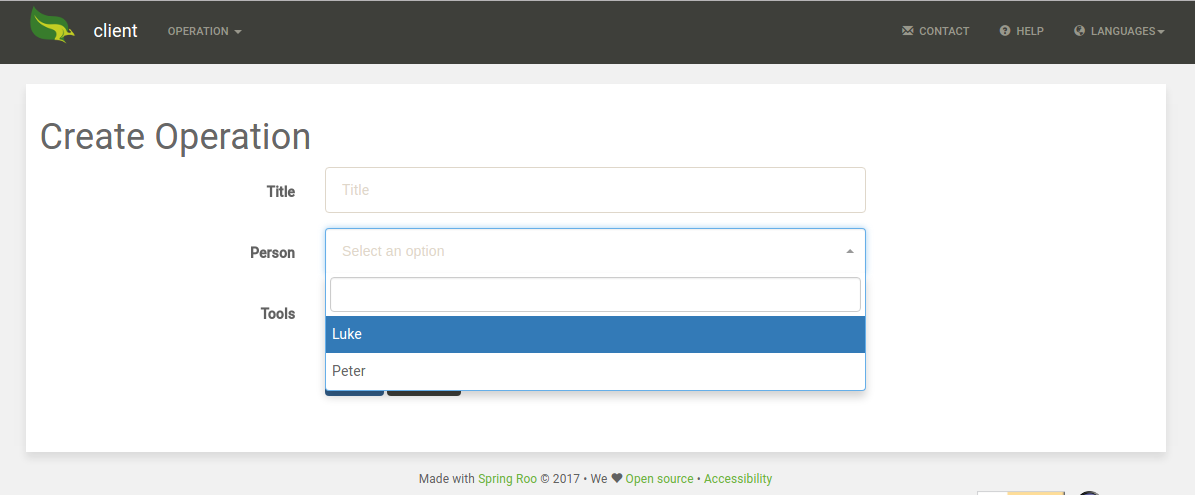 client OPERATION CONTACT HELP LANGUAGES
Create Operation
Title Title
Person Select an option
Tools
Luke
Peter
Made with Spring Roo © 2017 • We ❤ Open source • Accessibility